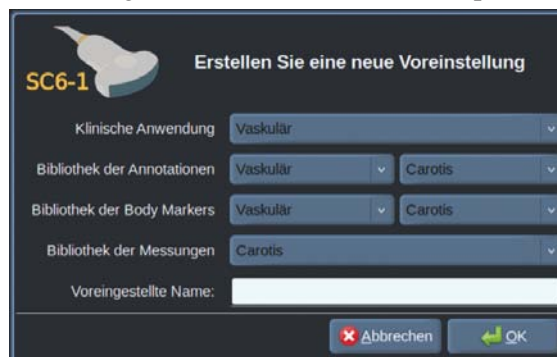 Erstellen Sie eine neue Voreinstellung
SC6-1
Klinische Anwendung Vaskulär
Bibliothek der Annotationen Vaskulär Carotis
Bibliothek der Body Markers Vaskulär Carotis
Bibliothek der Messungen Carotis
Voreingestellte Name:
Abbrechen OK